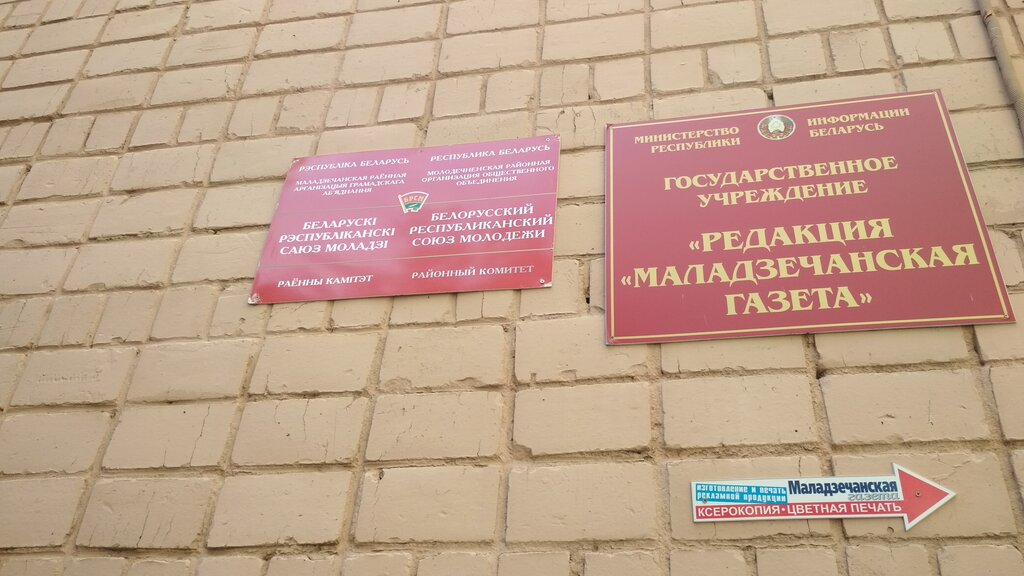 РЭСПУБЛІКА БЕЛАРУСЬ
МАЛАДЗЕЧАНСКАЯ РАЁННАЯ
АРГАНІЗАЦЫЯ ГРАМАДСКАГА
АБ'ЯДНАННЯ
БЕЛАРУСКІ
РЭСПУБЛІКАНСКІ
САЮЗ МОЛАДЗІ
РАЁННЫ КАМІТЭТ
БРСМ
РЕСПУБЛИКА БЕЛАРУСЬ
МОЛОДЕЧНЕНСКАЯ РАЙОННАЯ
ОРГАНИЗАЦИЯ ОБЩЕСТВЕННОГО
ОБЪЕДИНЕНИЯ
БЕЛОРУССКИЙ
РЕСПУБЛИКАНСКИЙ
СОЮЗ МОЛОДЕЖИ
РАЙОННЫЙ КОМИТЕТ
МИНИСТЕРСТВО ИНФОРМАЦИИ
РЕСПУБЛИКИ БЕЛАРУСЬ
ГОСУДАРСТВЕННОЕ
УЧРЕЖДЕНИЕ
«РЕДАКЦИЯ
«МАЛАДЗЕЧАНСКАЯ
ГАЗЕТА»
изготовление и печать
рекламной продукции
Маладзечанская
газета
КСЕРОКОПИЯ•ЦВЕТНАЯ ПЕЧАТЬ